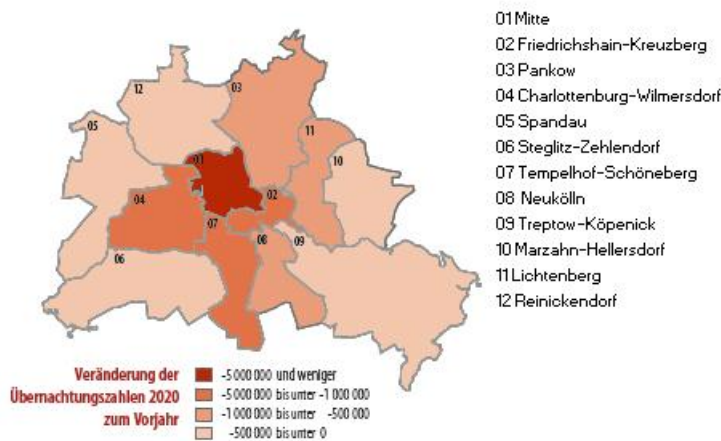 01 Mitte
02 Friedrichshain-Kreuzberg
03 Pankow
04 Charlottenburg-Wilmersdorf
05 Spandau
06 Steglitz-Zehlendorf
07 Tempelhof-Schöneberg
08 Neukölln
09 Treptow-Köpenick
10 Marzahn-Hellersdorf
11 Lichtenberg
12 Reinickendorf
12
03
05
11
01
10
04
02
07
08
09
06
Veränderung der
Übernachtungszahlen 2020
zum Vorjahr
-5 000 000 und weniger
-5 000 000 bis unter -1 000 000
-1 000 000 bis unter -500 000
-500 000 bis unter 0